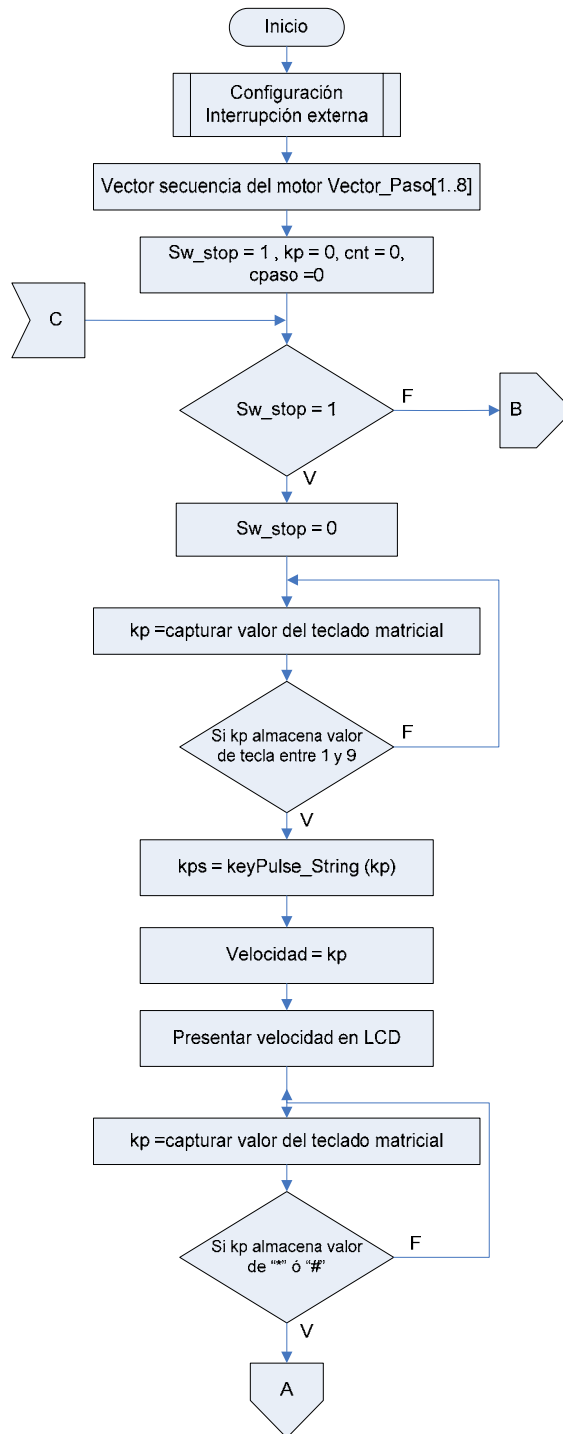 Inicio
Configuración
Interrupción externa
Vector secuencia del motor Vector_Paso[1..8]
Sw_stop = 1 , kp = 0, cnt = 0,
cpaso =0
C
Sw_stop = 1
F
B
V
Sw_stop = 0
kp =capturar valor del teclado matricial
Si kp almacena valor
de tecla entre 1 y 9
F
V
kps = keyPulse_String (kp)
Velocidad = kp
Presentar velocidad en LCD
kp =capturar valor del teclado matricial
Si kp almacena valor
de “*” ó “#”
F
V
A